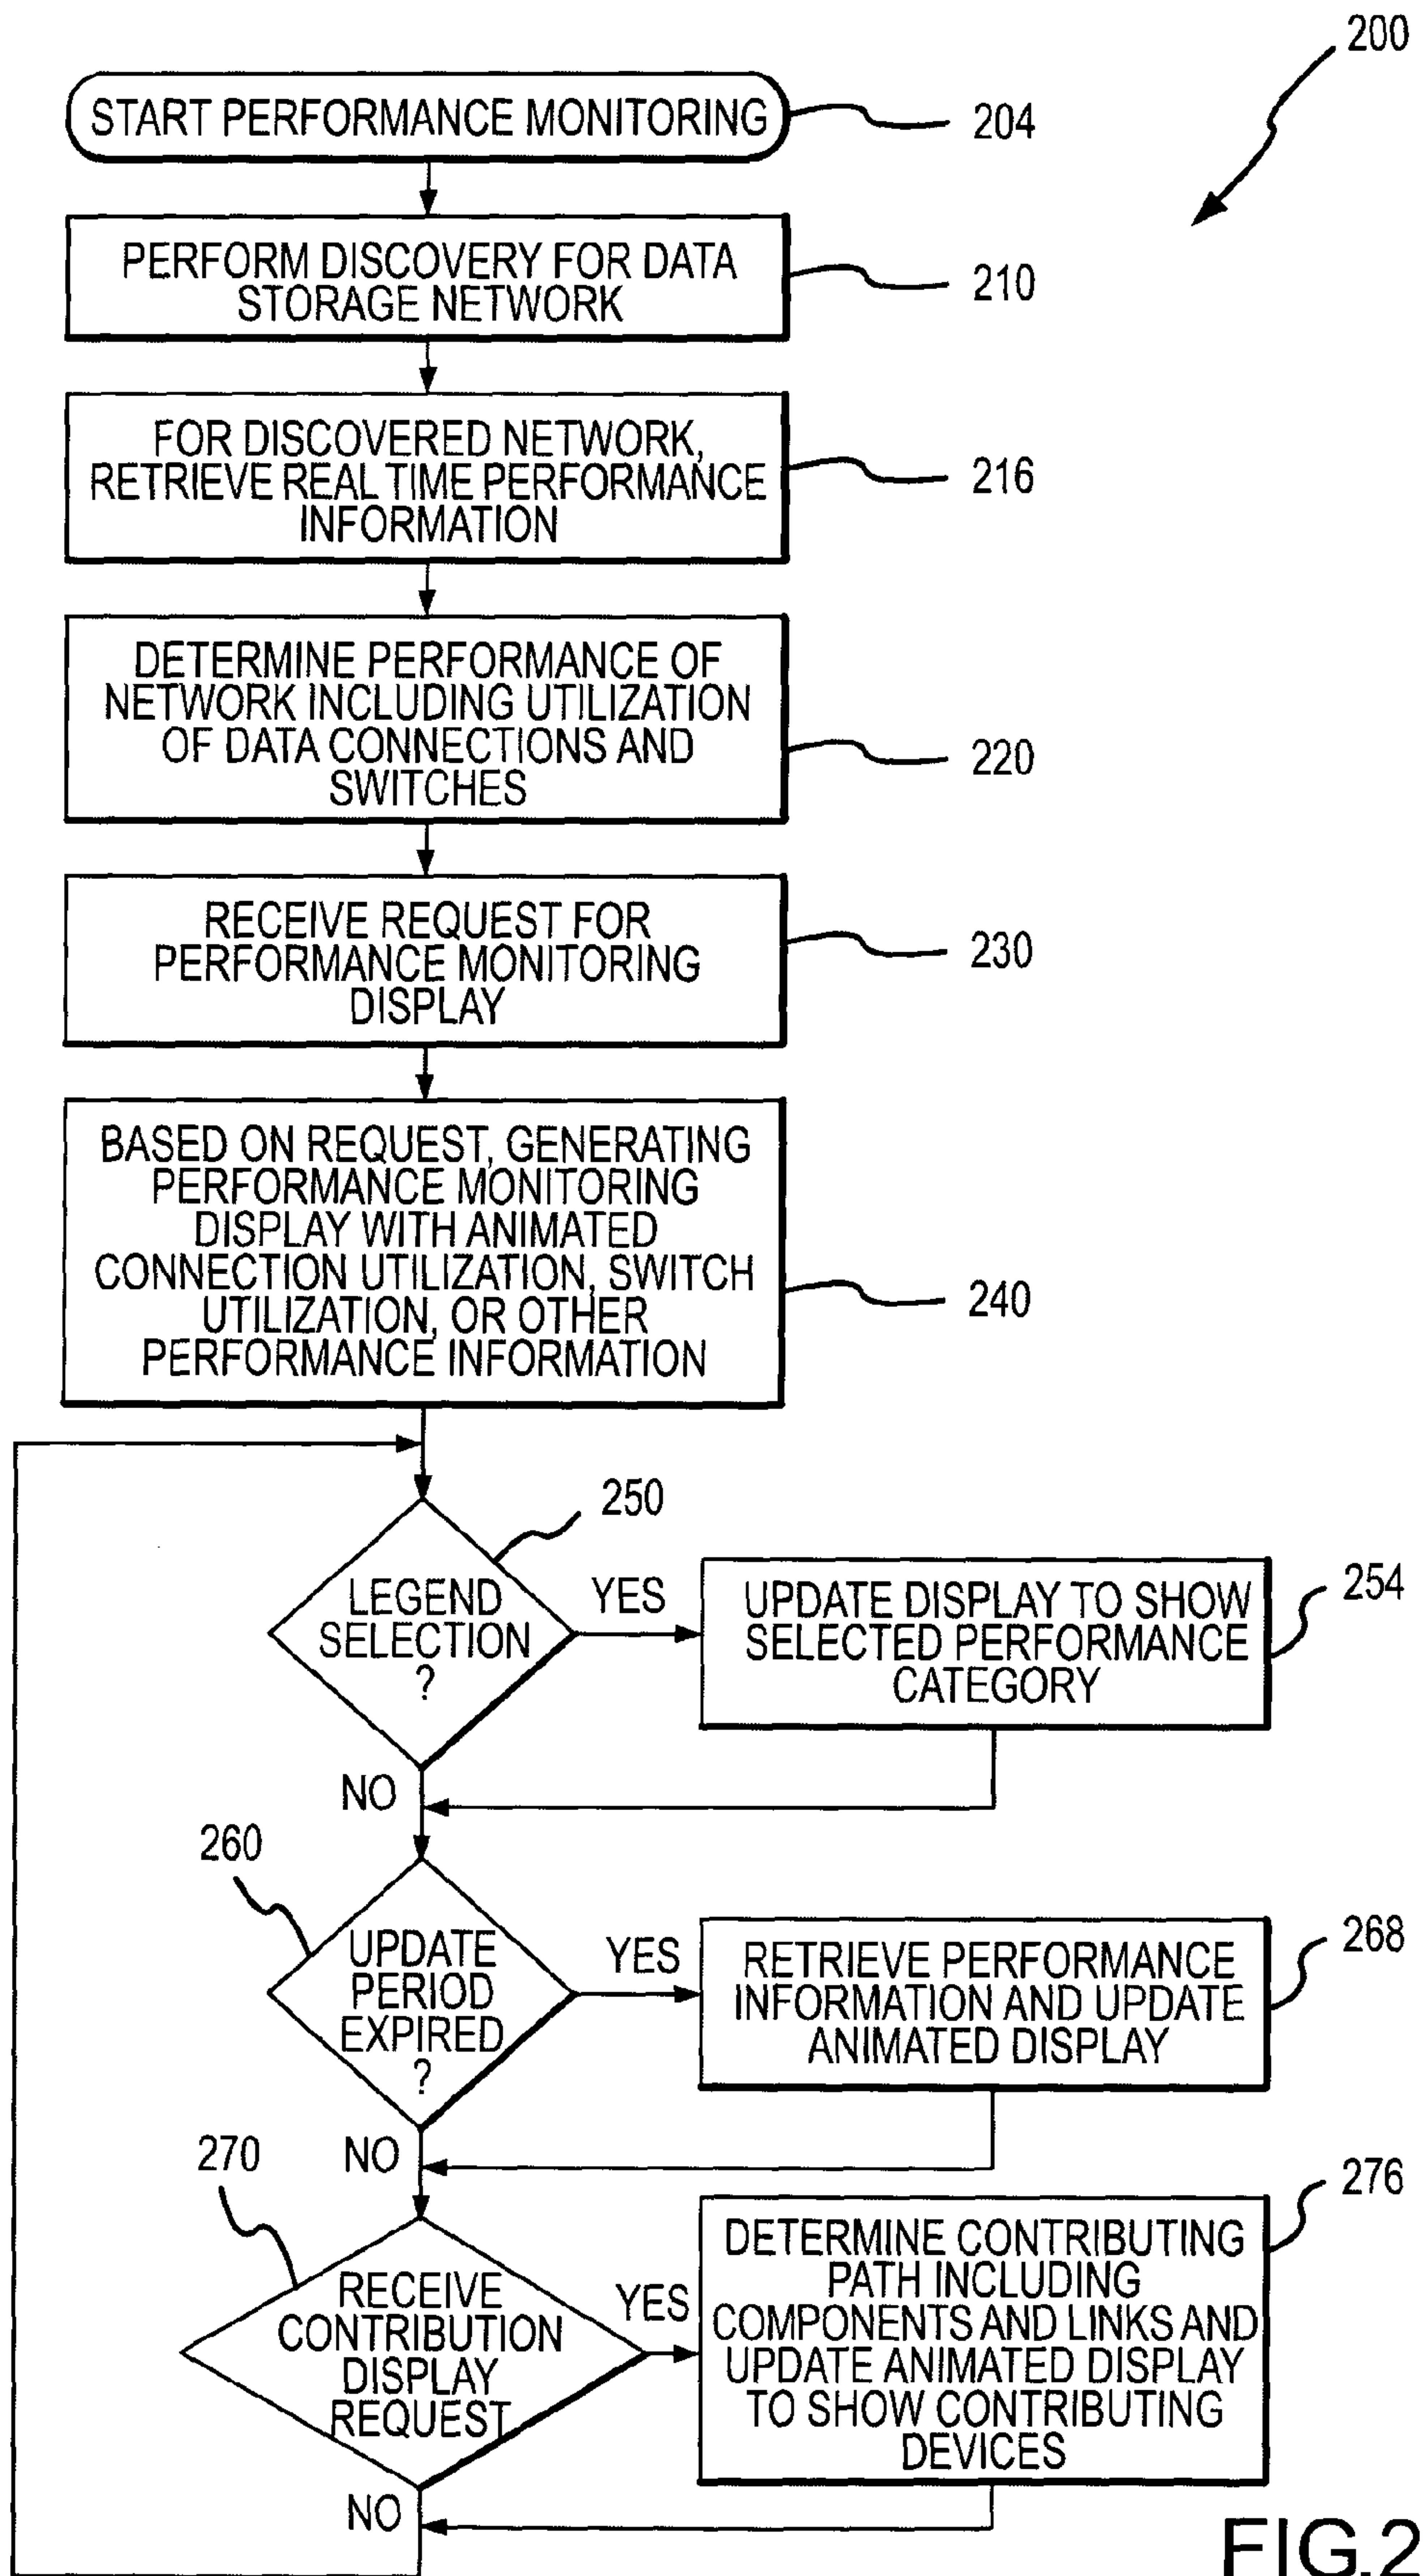 200
START PERFORMANCE MONITORING
204
PERFORM DISCOVERY FOR DATA
STORAGE NETWORK
210
FOR DISCOVERED NETWORK,
RETRIEVE REAL TIME PERFORMANCE
INFORMATION
216
DETERMINE PERFORMANCE OF
NETWORK INCLUDING UTILIZATION
OF DATA CONNECTIONS AND
SWITCHES
220
RECEIVE REQUEST FOR
PERFORMANCE MONITORING
DISPLAY
230
BASED ON REQUEST, GENERATING
PERFORMANCE MONITORING
DISPLAY WITH ANIMATED
CONNECTION UTILIZATION, SWITCH
UTILIZATION, OR OTHER
PERFORMANCE INFORMATION
240
250
LEGEND
SELECTION
?
YES
UPDATE DISPLAY TO SHOW
SELECTED PERFORMANCE
CATEGORY
254
NO
260
UPDATE
PERIOD
EXPIRED
?
YES
RETRIEVE PERFORMANCE
INFORMATION AND UPDATE
ANIMATED DISPLAY
268
NO
270
RECEIVE
CONTRIBUTION
DISPLAY
REQUEST
YES
DETERMINE CONTRIBUTING
PATH INCLUDING
COMPONENTS AND LINKS AND
UPDATE ANIMATED DISPLAY
TO SHOW CONTRIBUTING
DEVICES
276
NO
FIG.2